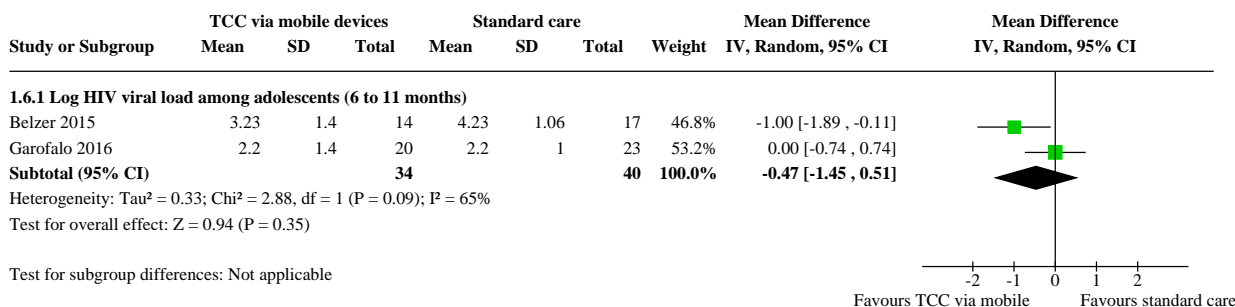 TCC via mobile devices Standard care Mean Difference Mean Difference
Study or Subgroup Mean SD Total Mean SD Total Weight IV, Random, 95% CI IV, Random, 95% CI
1.6.1 Log HIV viral load among adolescents (6 to 11 months)
Belzer 2015 3.23 1.4 14 4.23 1.06 17 46.8% -1.00 [-1.89 , -0.11]
Garofalo 2016 2.2 1.4 20 2.2 1 23 53.2% 0.00 [-0.74 , 0.74]
Subtotal (95% CI) 34 40 100.0% -0.47 [-1.45 , 0.51]
Heterogeneity: Tau² = 0.33; Chi² = 2.88, df = 1 (P = 0.09); I² = 65%
Test for overall effect: Z = 0.94 (P = 0.35)
Test for subgroup differences: Not applicable
-2 -1 0 1 2
Favours TCC via mobile Favours standard care